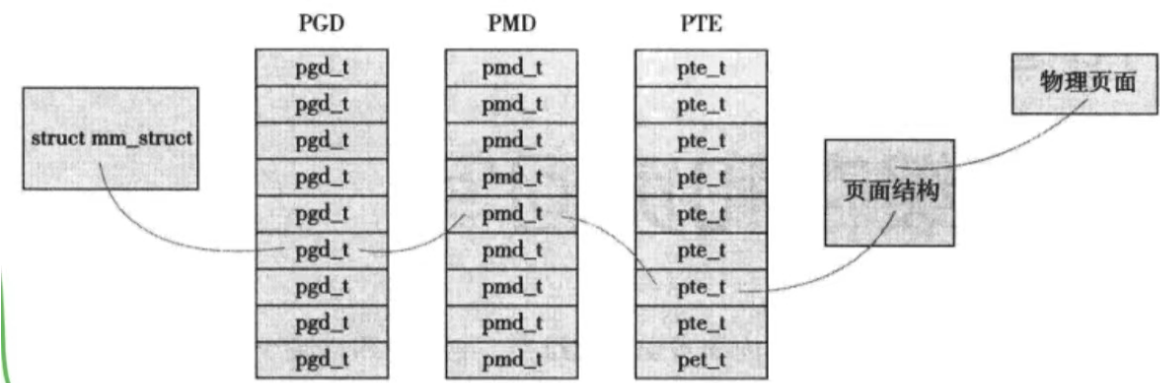 PGD PMD PTE
pgd_t pmd_t pte_t 物理页面
pgd_t pmd_t pte_t
struct mm_struct pgd_t pmd_t pte_t
pgd_t pmd_t pte_t 页面结构
pgd_t pmd_t pte_t
pgd_t pmd_t pte_t
pgd_t pmd_t pte_t
pgd_t pmd_t pte_t
pgd_t pmd_t pet_t